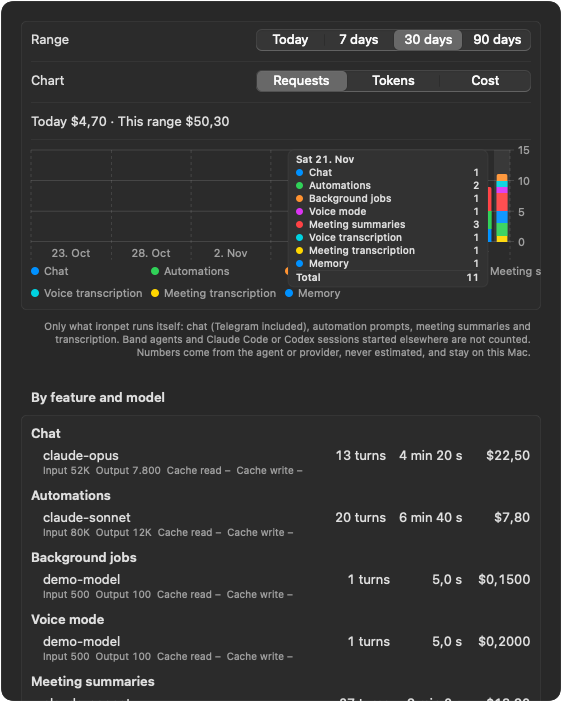 Range
Today 7 days 30 days 90 days
Chart
Requests Tokens Cost
Today $4,70 · This range $50,30
15
10
5
0
23. Oct 28. Oct 2. Nov
Sat 21. Nov
Chat 1
Automations 2
Background jobs 1
Voice mode 1
Meeting summaries 3
Voice transcription 1
Meeting transcription 1
Memory 1
Total 11
Chat Automations Meeting s
Voice transcription Meeting transcription Memory
Only what ironpet runs itself: chat (Telegram included), automation prompts, meeting summaries and
transcription. Band agents and Claude Code or Codex sessions started elsewhere are not counted.
Numbers come from the agent or provider, never estimated, and stay on this Mac.
By feature and model
Chat
claude-opus 13 turns 4 min 20 s $22,50
Input 52K Output 7.800 Cache read – Cache write –
Automations
claude-sonnet 20 turns 6 min 40 s $7,80
Input 80K Output 12K Cache read – Cache write –
Background jobs
demo-model 1 turns 5,0 s $0,1500
Input 500 Output 100 Cache read – Cache write –
Voice mode
demo-model 1 turns 5,0 s $0,2000
Input 500 Output 100 Cache read – Cache write –
Meeting summaries